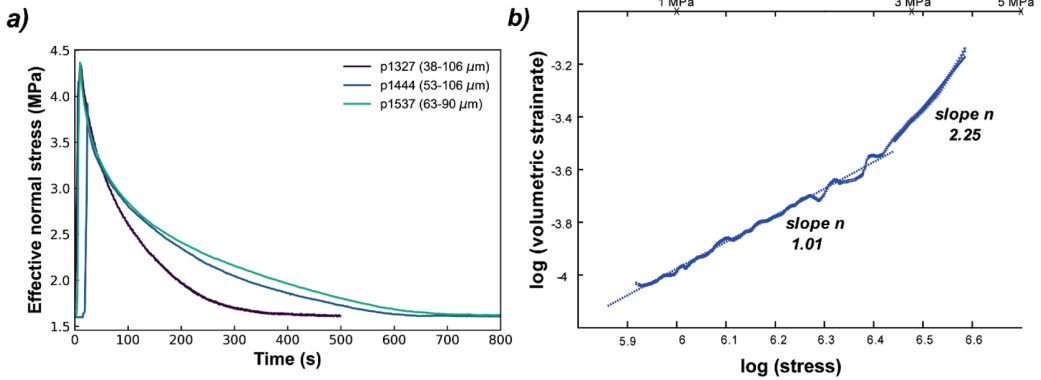 a)
Effective normal stress (MPa)
4.5
4.0
3.5
3.0
2.5
2.0
1.5
0 100 200 300 400 500 600 700 800
Time (s)
p1327 (38-106 μm)
p1444 (53-106 μm)
p1537 (63-90 μm)
b)
1 MPa 3 MPa 5 MPa
log (volumetric strainrate)
-3.2
-3.4
-3.6
-3.8
-4
slope n
2.25
slope n
1.01
5.9 6 6.1 6.2 6.3 6.4 6.5 6.6
log (stress)